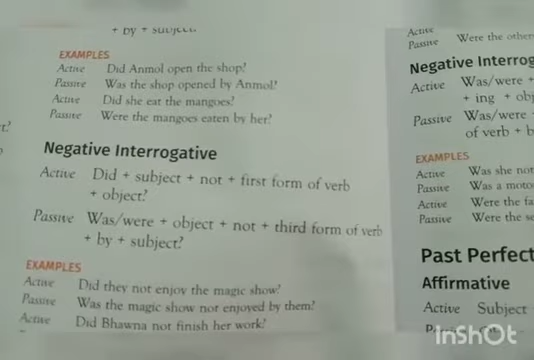 + by + subject.
EXAMPLES
Active Did Anmol open the shop?
Passive Was the shop opened by Anmol?
Active Did she eat the mangoes?
Passive Were the mangoes eaten by her?
Negative Interrogative
Active Did + subject + not + first form of verb
+ object?
Passive Was/were + object + not + third form of verb
+ by + subject?
EXAMPLES
Active Did they not enjoy the magic show?
Passive Was the magic show not enjoyed by them?
Active Did Bhawna not finish her work?
Active
Passive Were the other
Negative Interrog
Active Was/were +
+ ing + obj
Passive Was/were
of verb + b
EXAMPLES
Active Was she not
Passive Was a moto
Active Were the fa
Passive Were the se
Past Perfect
Affirmative
Active Subject
InShOt